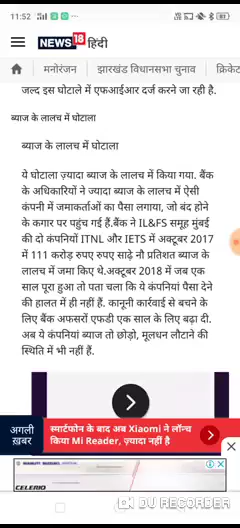 11:52
NEWS18 हिंदी
मनोरंजन झारखंड विधानसभा चुनाव क्रिकेट
जल्द इस घोटाले में एफआईआर दर्ज करने जा रही है.
ब्याज के लालच में घोटाला
ब्याज के लालच में घोटाला
ये घोटाला ज़्यादा ब्याज के लालच में किया गया. बैंक
के अधिकारियों ने ज्यादा ब्याज के लालच में ऐसी
कंपनी में जमाकर्ताओं का पैसा लगाया, जो बंद होने
के कगार पर पहुंच गई हैं.बैंक ने IL&FS समूह मुंबई
की दो कंपनियों ITNL और IETS में अक्टूबर 2017
में 111 करोड़ रुपए रुपए साढ़े नौ प्रतिशत ब्याज के
लालच में जमा किए थे.अक्टूबर 2018 में जब एक
साल पूरा हुआ तो पता चला कि ये कंपनियां पैसा देने
की हालत में ही नहीं हैं. कानूनी कार्रवाई से बचने के
लिए बैंक अफसरों एफडी एक साल के लिए बढ़ा दी.
अब ये कंपनियां ब्याज तो छोड़ो, मूलधन लौटाने की
स्थिति में भी नहीं हैं.
अगली
ख़बर
स्मार्टफोन के बाद अब Xiaomi ने लॉन्च
किया Mi Reader, ज़्यादा नहीं है
MARUTI SUZUKI
CELERIO
DU RECORDER